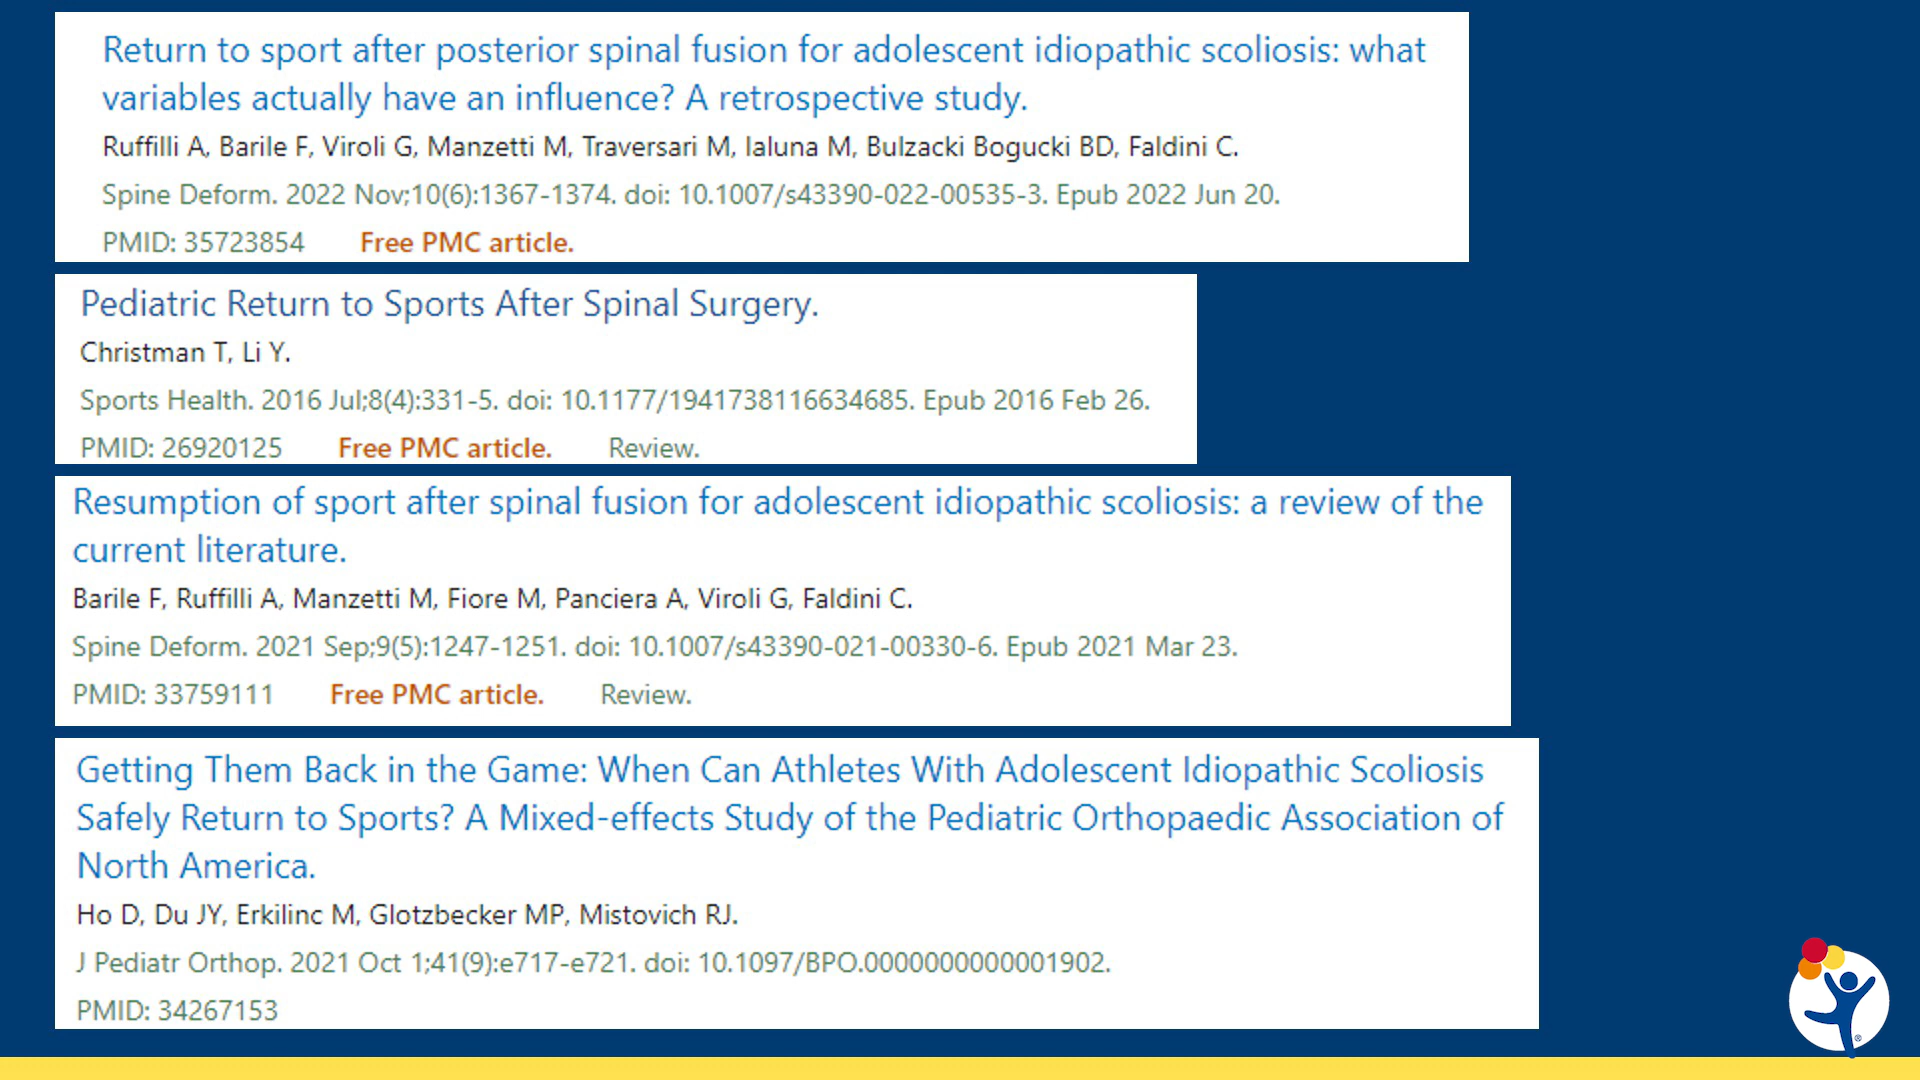 Return to sport after posterior spinal fusion for adolescent idiopathic scoliosis: what
variables actually have an influence? A retrospective study.
Ruffilli A, Barile F, Viroli G, Manzetti M, Traversari M, Ialuna M, Bulzacki Bogucki BD, Faldini C.
Spine Deform. 2022 Nov;10(6):1367-1374. doi: 10.1007/s43390-022-00535-3. Epub 2022 Jun 20.
PMID: 35723854 Free PMC article.
Pediatric Return to Sports After Spinal Surgery.
Christman T, Li Y.
Sports Health. 2016 Jul;8(4):331-5. doi: 10.1177/1941738116634685. Epub 2016 Feb 26.
PMID: 26920125 Free PMC article. Review.
Resumption of sport after spinal fusion for adolescent idiopathic scoliosis: a review of the
current literature.
Barile F, Ruffilli A, Manzetti M, Fiore M, Panciera A, Viroli G, Faldini C.
Spine Deform. 2021 Sep;9(5):1247-1251. doi: 10.1007/s43390-021-00330-6. Epub 2021 Mar 23.
PMID: 33759111 Free PMC article. Review.
Getting Them Back in the Game: When Can Athletes With Adolescent Idiopathic Scoliosis
Safely Return to Sports? A Mixed-effects Study of the Pediatric Orthopaedic Association of
North America.
Ho D, Du JY, Erkilinc M, Glotzbecker MP, Mistovich RJ.
J Pediatr Orthop. 2021 Oct 1;41(9):e717-e721. doi: 10.1097/BPO.0000000000001902.
PMID: 34267153
®